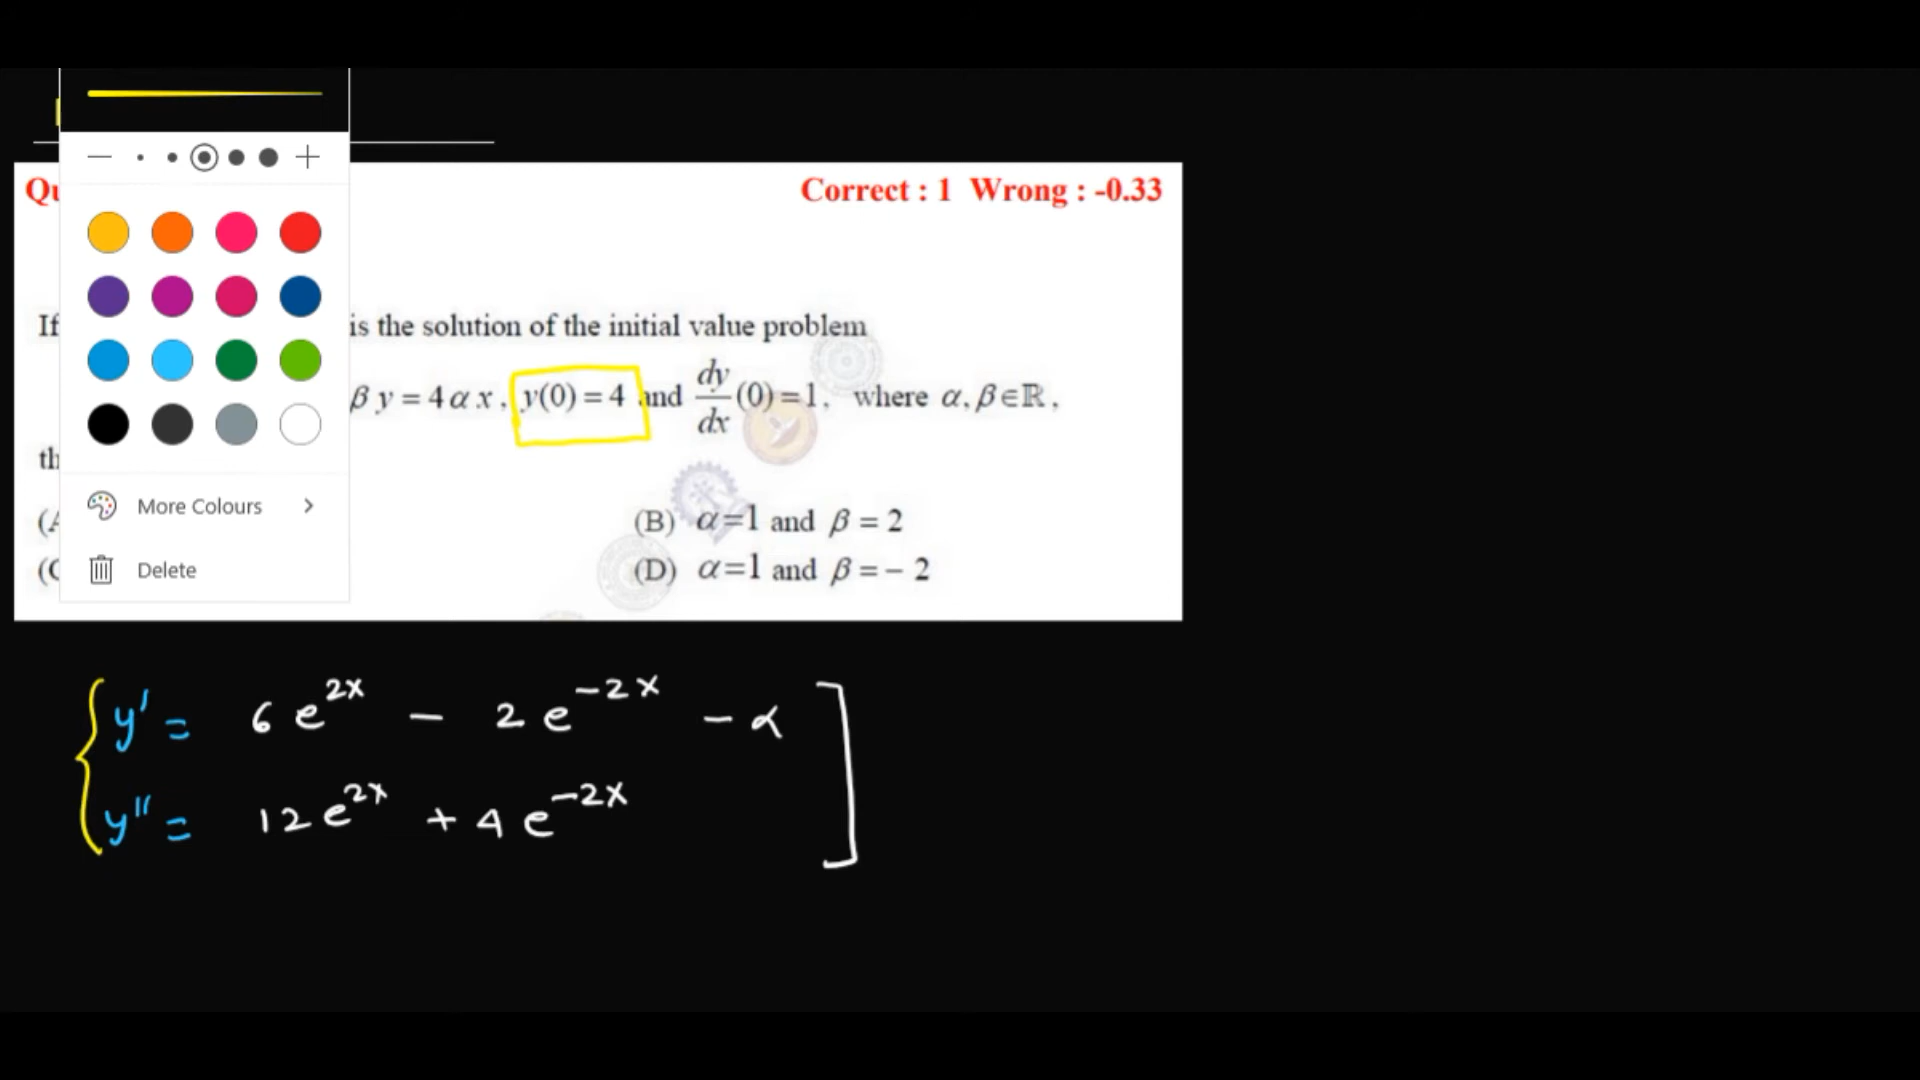 Qu
Correct : 1 Wrong : -0.33
If
is the solution of the initial value problem
β y = 4 α x , y(0) = 4 and dy/dx (0) = 1, where α, β ∈ ℝ ,
th
(B) α=1 and β = 2
(C
(D) α=1 and β = − 2
More Colours
Delete
y' = 6 e^{2x} − 2 e^{−2x} − α
y'' = 12 e^{2x} + 4 e^{−2x}